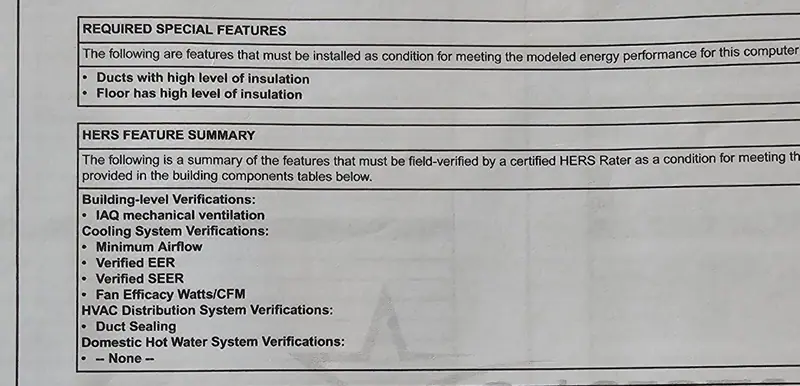 REQUIRED SPECIAL FEATURES
The following are features that must be installed as condition for meeting the modeled energy performance for this computer
• Ducts with high level of insulation
• Floor has high level of insulation
HERS FEATURE SUMMARY
The following is a summary of the features that must be field-verified by a certified HERS Rater as a condition for meeting th
provided in the building components tables below.
Building-level Verifications:
• IAQ mechanical ventilation
Cooling System Verifications:
• Minimum Airflow
• Verified EER
• Verified SEER
• Fan Efficacy Watts/CFM
HVAC Distribution System Verifications:
• Duct Sealing
Domestic Hot Water System Verifications:
• -- None --